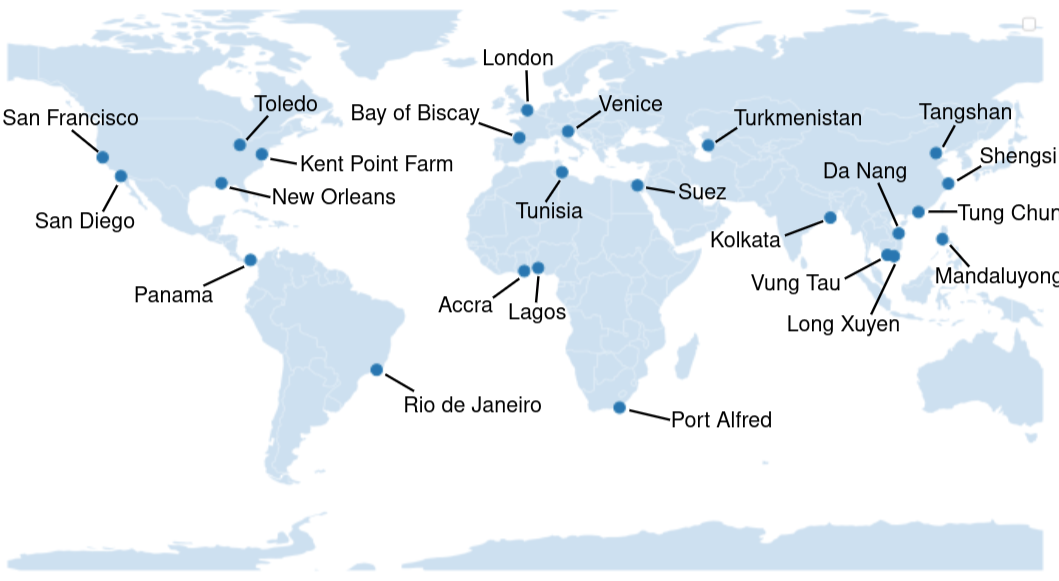 London
Toledo
Venice
San Francisco
Bay of Biscay
Turkmenistan
Tangshan
Kent Point Farm
Shengsi
Da Nang
New Orleans
Suez
San Diego
Tunisia
Tung Chun
Kolkata
Mandaluyong
Vung Tau
Panama
Accra
Lagos
Long Xuyen
Rio de Janeiro
Port Alfred